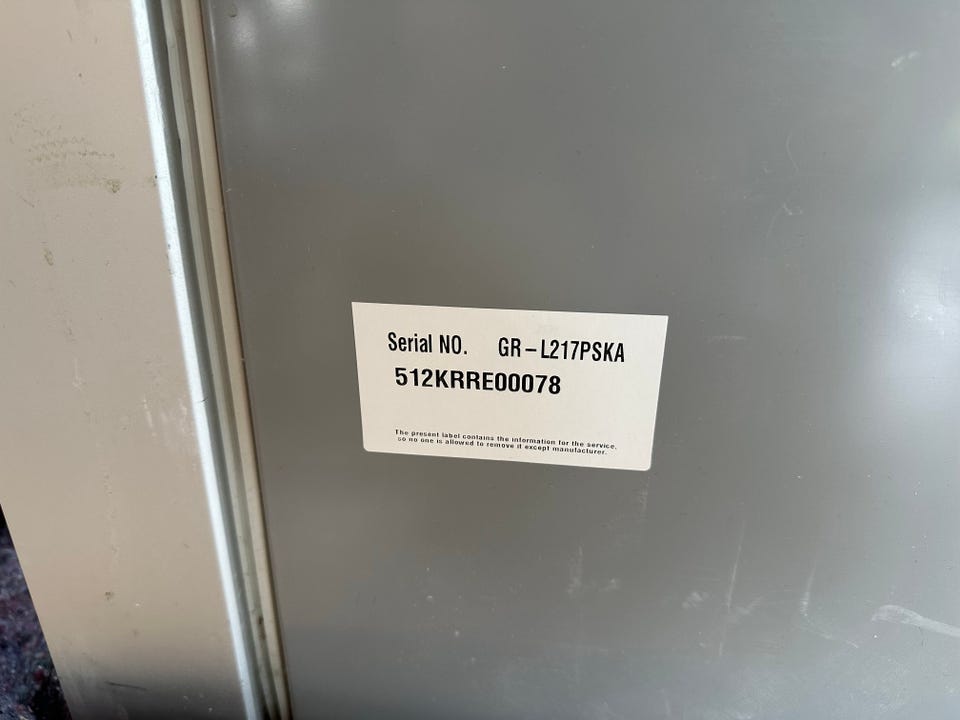 Serial NO. GR-L217PSKA
512KRRE00078
The present label contains the information for the service,
so no one is allowed to remove it except manufacturer.